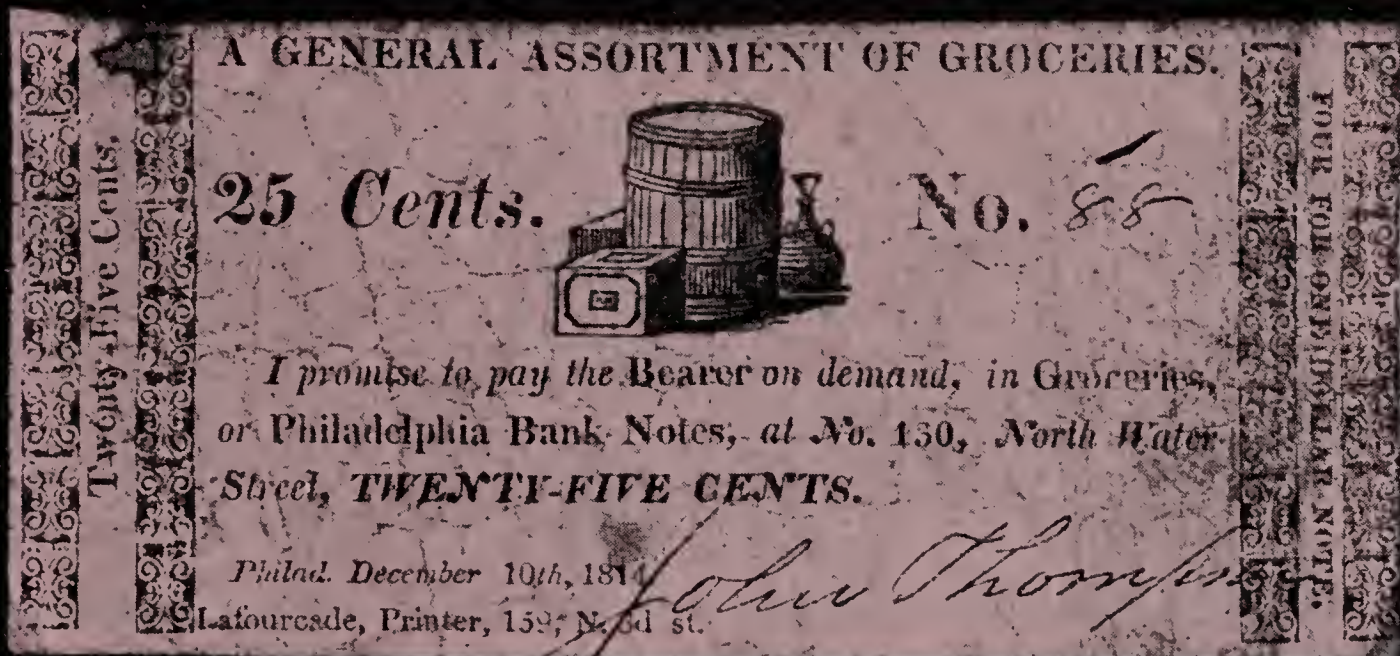 A GENERAL ASSORTMENT OF GROCERIES.
Twenty-Five Cents.
25 Cents.
No. 88
I promise to pay the Bearer on demand, in Groceries,
or Philadelphia Bank Notes, at No. 130, North Water
Street, TWENTY-FIVE CENTS.
Philad. December 10th, 1814
John Thompson
Lafourcade, Printer, 159, N. 3d st.
FOUR FOR ONE DOLLAR NOTE.